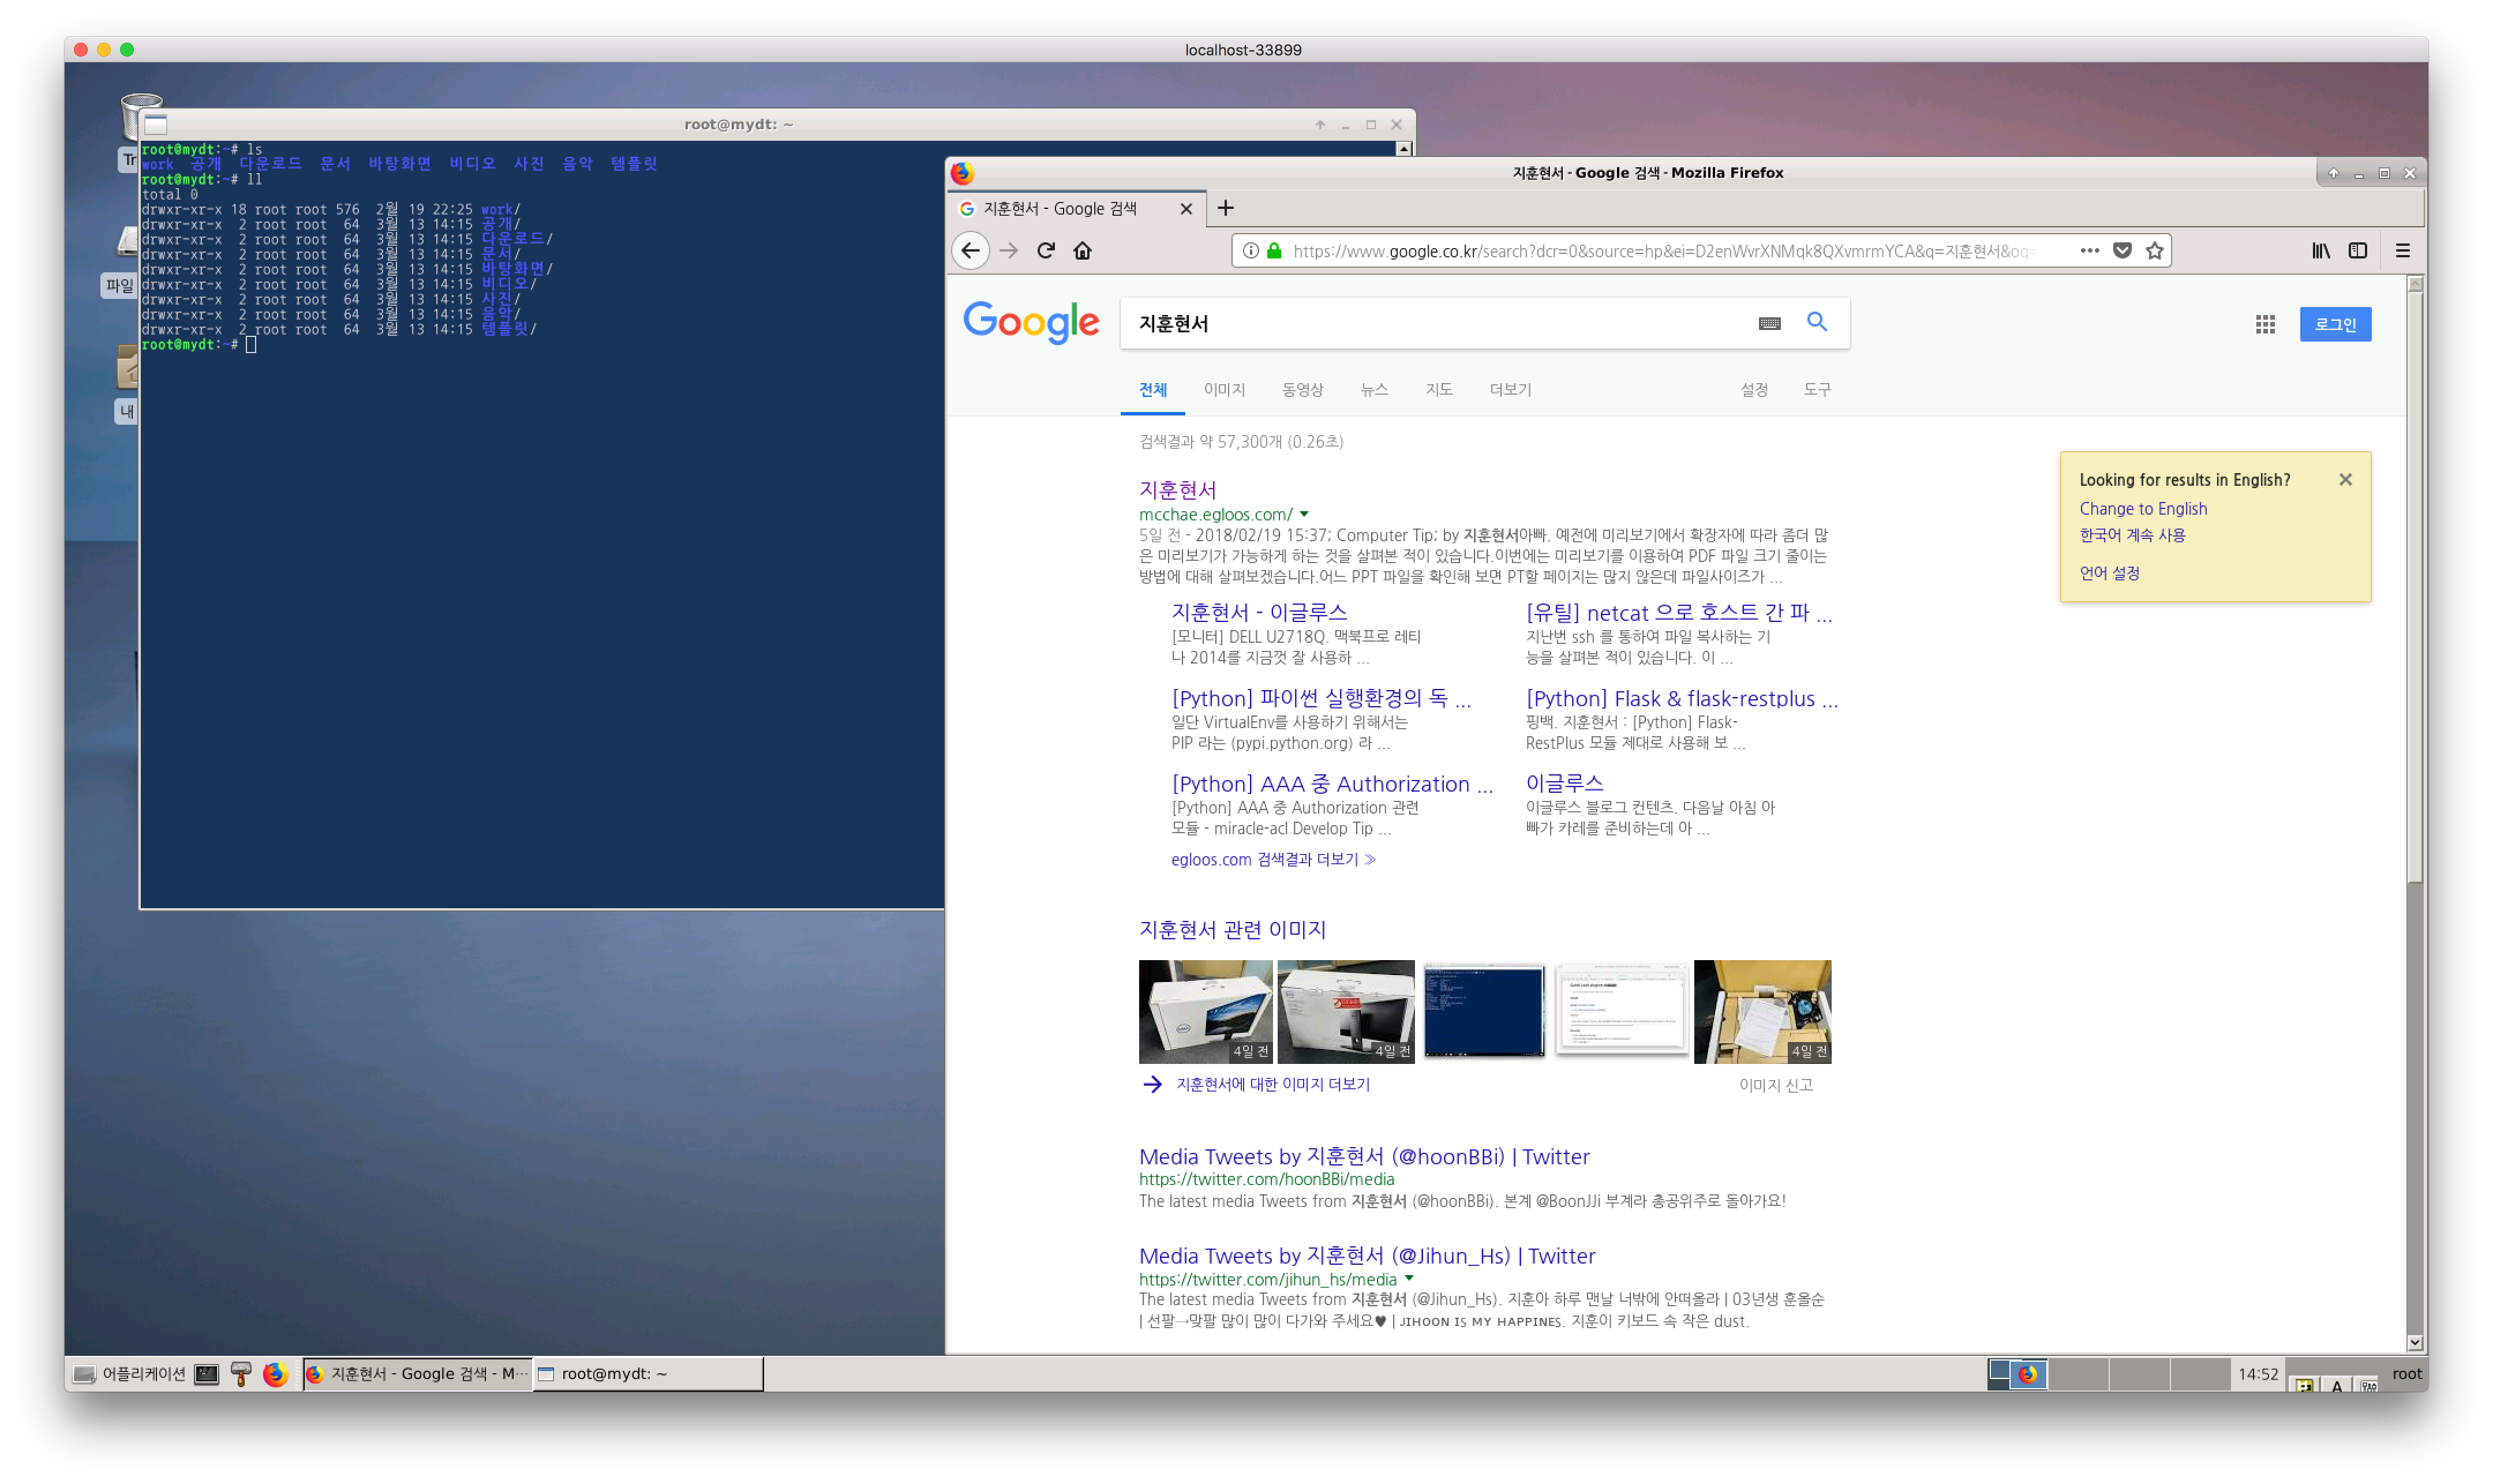 localhost-33899
Tr
파일
내
root@mydt: ~
root@mydt:~# ls
work 공개 다운로드 문서 바탕화면 비디오 사진 음악 템플릿
root@mydt:~# ll
total 0
drwxr-xr-x 18 root root 576 2월 19 22:25 work/
drwxr-xr-x 2 root root 64 3월 13 14:15 공개/
drwxr-xr-x 2 root root 64 3월 13 14:15 다운로드/
drwxr-xr-x 2 root root 64 3월 13 14:15 문서/
drwxr-xr-x 2 root root 64 3월 13 14:15 바탕화면/
drwxr-xr-x 2 root root 64 3월 13 14:15 비디오/
drwxr-xr-x 2 root root 64 3월 13 14:15 사진/
drwxr-xr-x 2 root root 64 3월 13 14:15 음악/
drwxr-xr-x 2 root root 64 3월 13 14:15 템플릿/
root@mydt:~#
지훈현서 - Google 검색 - Mozilla Firefox
지훈현서 - Google 검색
https://www.google.co.kr/search?dcr=0&source=hp&ei=D2enWvrXNMqk8QXvmrmYCA&q=지훈현서&oq=
Google
지훈현서
로그인
전체 이미지 동영상 뉴스 지도 더보기 설정 도구
검색결과 약 57,300개 (0.26초)
Looking for results in English?
Change to English
한국어 계속 사용
언어 설정
지훈현서
mcchae.egloos.com/
5일 전 - 2018/02/19 15:37; Computer Tip; by 지훈현서아빠. 예전에 미리보기에서 확장자에 따라 좀더 많
은 미리보기가 가능하게 하는 것을 살펴본 적이 있습니다.이번에는 미리보기를 이용하여 PDF 파일 크기 줄이는
방법에 대해 살펴보겠습니다.어느 PPT 파일을 확인해 보면 PT할 페이지는 많지 않은데 파일사이즈가 ...
지훈현서 - 이글루스
[모니터] DELL U2718Q. 맥북프로 레티
나 2014를 지금껏 잘 사용하 ...
[유틸] netcat 으로 호스트 간 파 ...
지난번 ssh 를 통하여 파일 복사하는 기
능을 살펴본 적이 있습니다. 이 ...
[Python] 파이썬 실행환경의 독 ...
일단 VirtualEnv를 사용하기 위해서는
PIP 라는 (pypi.python.org) 라 ...
[Python] Flask & flask-restplus ...
핑백. 지훈현서 : [Python] Flask-
RestPlus 모듈 제대로 사용해 보 ...
[Python] AAA 중 Authorization ...
[Python] AAA 중 Authorization 관련
모듈 - miracle-acl Develop Tip ...
이글루스
이글루스 블로그 컨텐츠. 다음날 아침 아
빠가 카레를 준비하는데 아 ...
egloos.com 검색결과 더보기 »
지훈현서 관련 이미지
4일 전
4일 전
4일 전
지훈현서에 대한 이미지 더보기
이미지 신고
Media Tweets by 지훈현서 (@hoonBBi) | Twitter
https://twitter.com/hoonBBi/media
The latest media Tweets from 지훈현서 (@hoonBBi). 본계 @BoonJJi 부계라 총공위주로 돌아가요!
Media Tweets by 지훈현서 (@Jihun_Hs) | Twitter
https://twitter.com/jihun_hs/media
The latest media Tweets from 지훈현서 (@Jihun_Hs). 지훈아 하루 맨날 너밖에 안떠올라 | 03년생 훈올순
| 선팔→맞팔 많이 많이 다가와 주세요♥ | ᴊɪʜᴏᴏɴ ɪs ᴍʏ ʜᴀᴘᴘɪɴᴇs. 지훈이 키보드 속 작은 dust.
어플리케이션
지훈현서 - Google 검색 - M…
root@mydt: ~
14:52
A
root